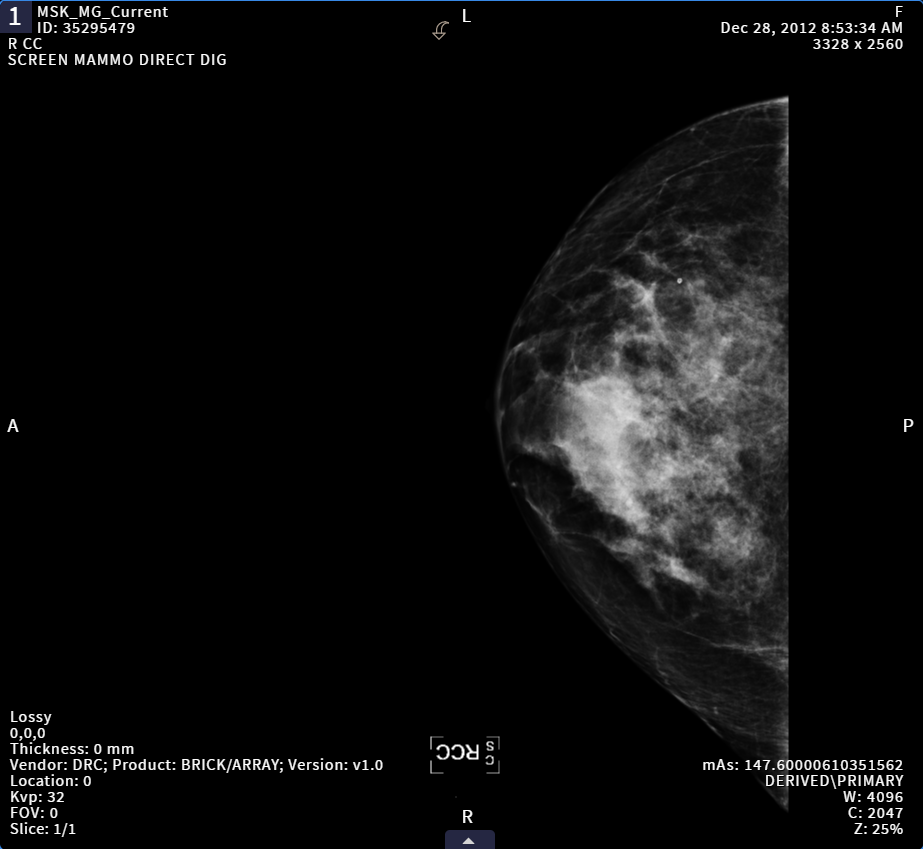 1
MSK_MG_Current
ID: 35295479
R CC
SCREEN MAMMO DIRECT DIG
L
F
Dec 28, 2012 8:53:34 AM
3328 x 2560
A
P
Lossy
0,0,0
Thickness: 0 mm
Vendor: DRC; Product: BRICK/ARRAY; Version: v1.0
Location: 0
Kvp: 32
FOV: 0
Slice: 1/1
RCC
S
C
R
mAs: 147.60000610351562
DERIVED\PRIMARY
W: 4096
C: 2047
Z: 25%